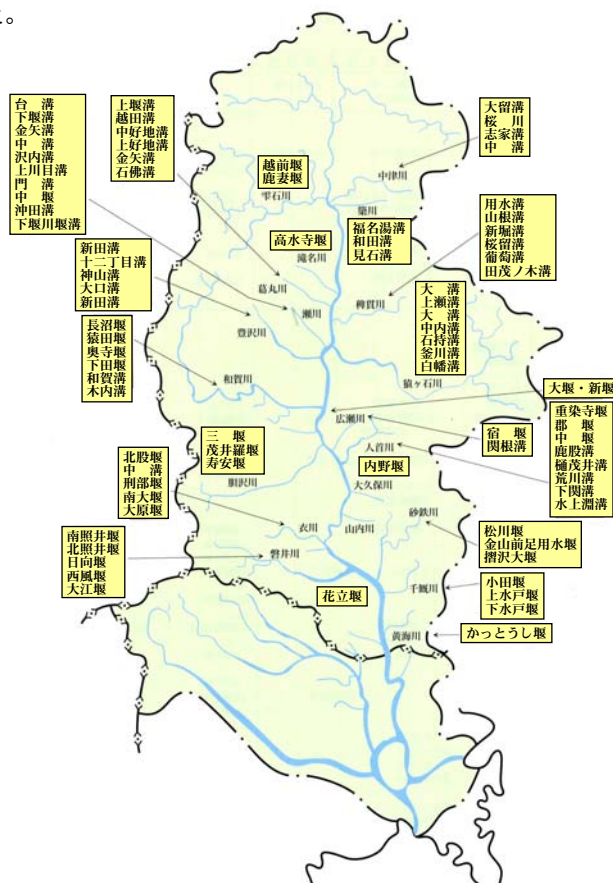 た。
台　溝
下堰溝
金矢溝
中　溝
沢内溝
上川目溝
門　溝
中　堰
沖田溝
下堰川堰溝
上堰溝
越田溝
中好地溝
上好地溝
金矢溝
石佛溝
越前堰
鹿妻堰
大留溝
桜　川
志家溝
中　溝
中津川
雫石川
簗川
高水寺堰
滝名川
福名湯溝
和田溝
見石溝
用水溝
山根溝
新堀溝
桜留溝
葡萄溝
田茂ノ木溝
新田溝
十二丁目溝
神山溝
大口溝
新田溝
葛丸川
瀬川
稗貫川
豊沢川
大　溝
上瀬溝
大　溝
中内溝
石持溝
釜川溝
白幡溝
長沼堰
猿田堰
奥寺堰
下田堰
和賀溝
木内溝
和賀川
猿ヶ石川
大堰・新堰
広瀬川
宿　堰
関根溝
重染寺堰
郡　堰
中　堰
鹿股溝
樋茂井溝
荒川溝
下関溝
水上淵溝
三　堰
茂井羅堰
寿安堰
人首川
内野堰
胆沢川
大久保川
北股堰
中　溝
刑部堰
南大堰
大原堰
衣川
山内川
砂鉄川
松川堰
金山前足用水堰
摺沢大堰
南照井堰
北照井堰
日向堰
西風堰
大江堰
磐井川
花立堰
千厩川
小田堰
上水戸堰
下水戸堰
黄海川
かっとうし堰